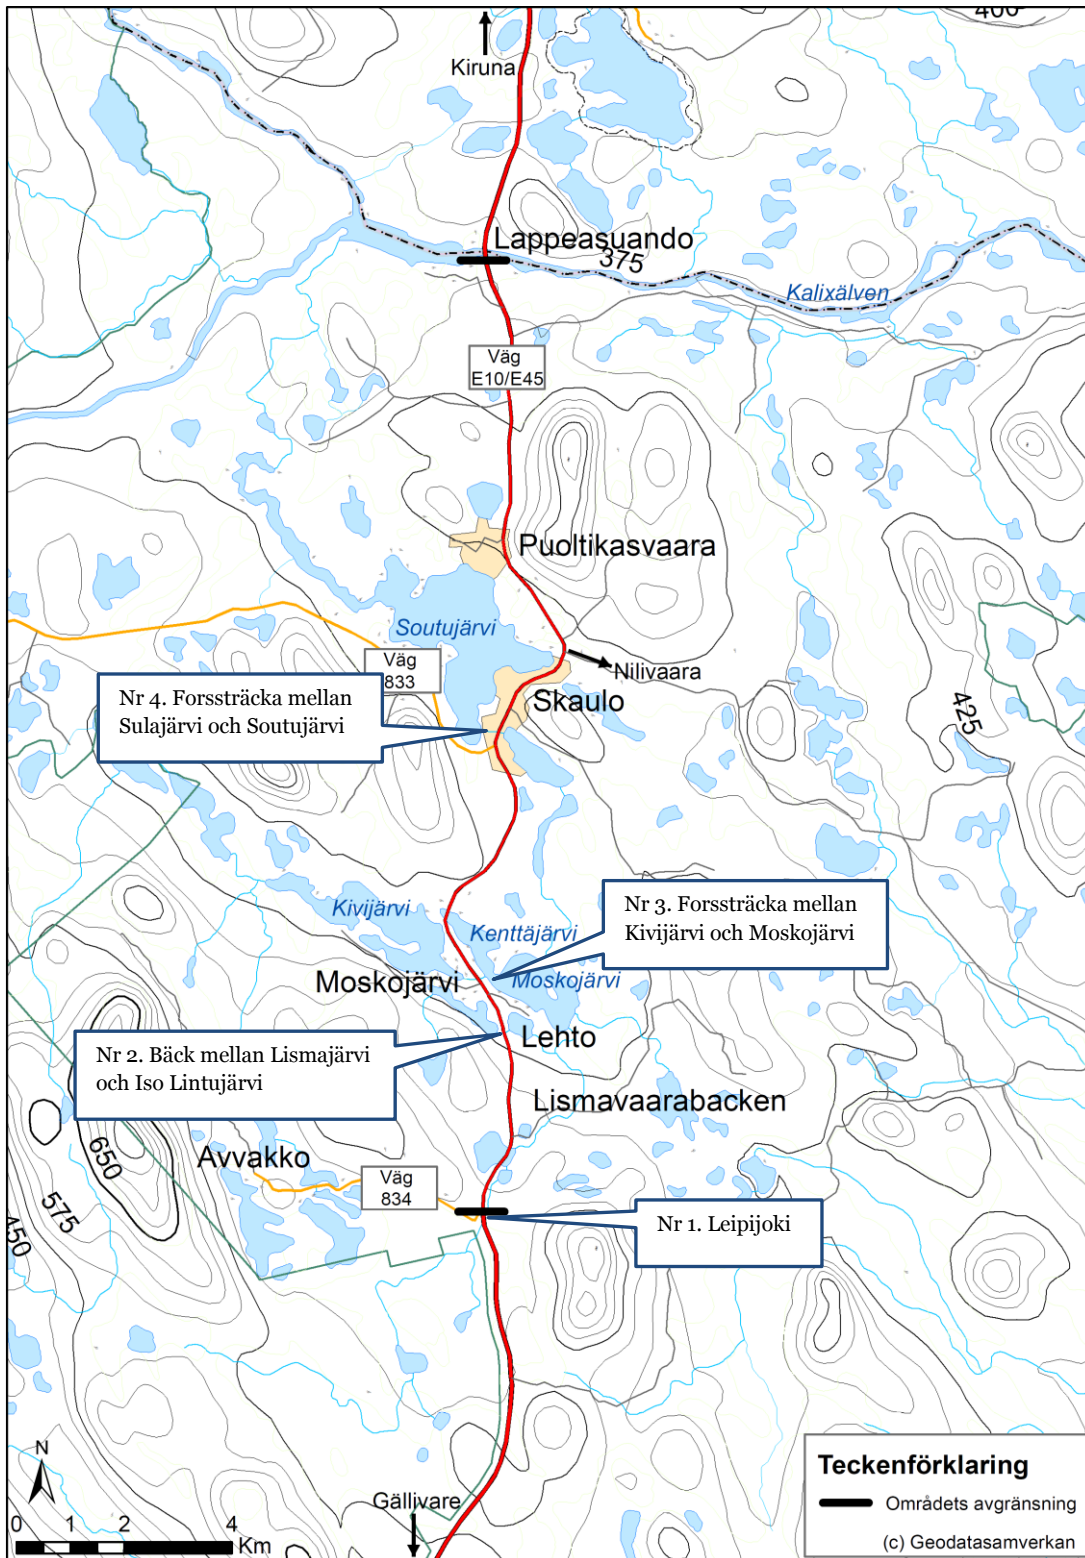 400
Kiruna
Lappeasuando
375
Kalixälven
Väg
E10/E45
Puoltikasvaara
Soutujärvi
Väg
833
Nilivaara
Nr 4. Forssträcka mellan
Sulajärvi och Soutujärvi
Skaulo
425
Kivijärvi
Nr 3. Forssträcka mellan
Kivijärvi och Moskojärvi
Kenttäjärvi
Moskojärvi
Moskojärvi
Lehto
Nr 2. Bäck mellan Lismajärvi
och Iso Lintujärvi
Lismavaarabacken
650
Avvakko
Väg
834
575
450
Nr 1. Leipijoki
N
Gällivare
0 1 2 4
Km
Teckenförklaring
Områdets avgränsning
(c) Geodatasamverkan